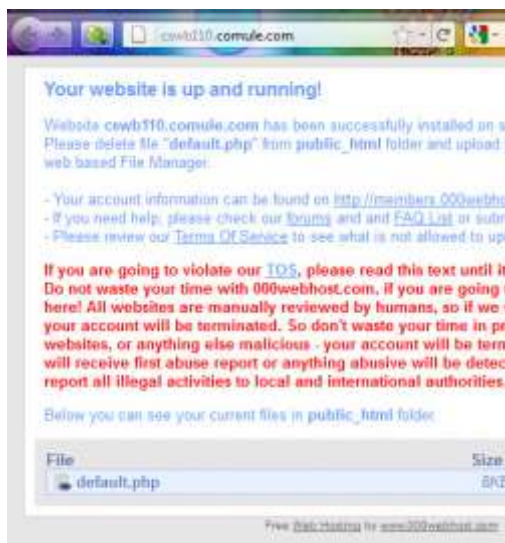 cewb110.comule.com
Your website is up and running!
Website cewb110.comule.com has been successfully installed on s
Please delete file "default.php" from public_html folder and upload
web based File Manager.
- Your account information can be found on http://members.000webho
- If you need help, please check our forums and and FAQ List or subm
- Please review our Terms Of Service to see what is not allowed to up
If you are going to violate our TOS, please read this text until it
Do not waste your time with 000webhost.com, if you are going
here! All websites are manually reviewed by humans, so if we
your account will be terminated. So don't waste your time in p
websites, or anything else malicious - your account will be term
will receive first abuse report or anything abusive will be detec
report all illegal activities to local and international authorities.
Below you can see your current files in public_html folder.
File Size
default.php
Free Web Hosting by www.000webhost.com